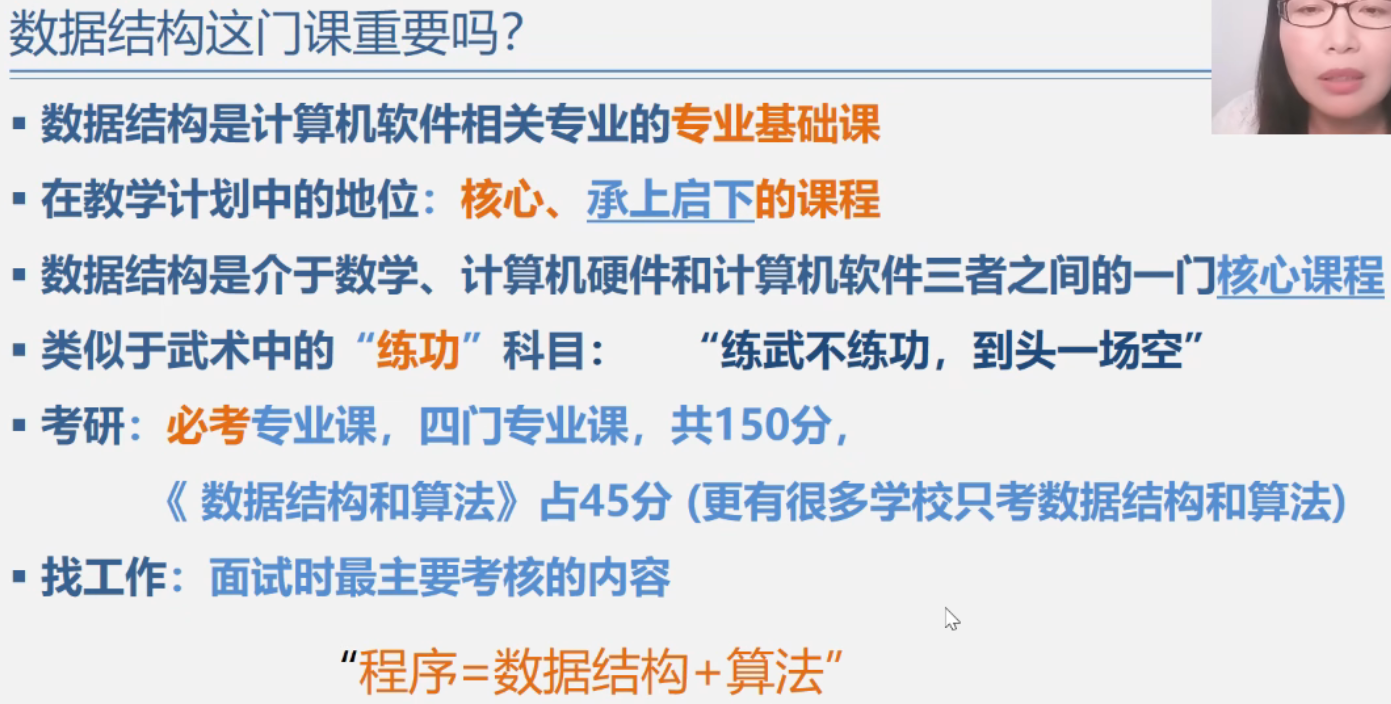 数据结构这门课重要吗？
▪ 数据结构是计算机软件相关专业的专业基础课
▪ 在教学计划中的地位：核心、承上启下的课程
▪ 数据结构是介于数学、计算机硬件和计算机软件三者之间的一门核心课程
▪ 类似于武术中的“练功”科目： “练武不练功，到头一场空”
▪ 考研：必考专业课，四门专业课，共150分，
《 数据结构和算法》占45分 (更有很多学校只考数据结构和算法)
▪ 找工作：面试时最主要考核的内容
“程序=数据结构+算法”